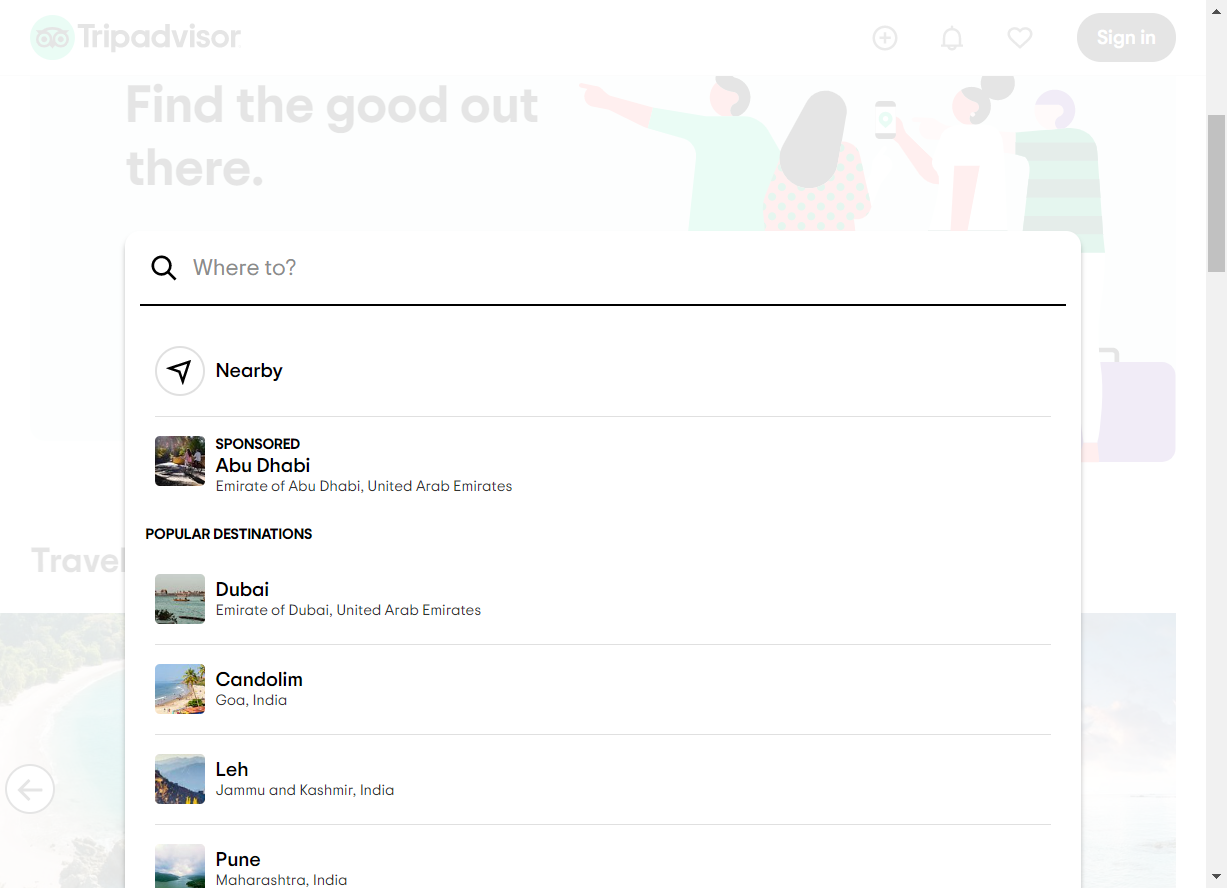 Tripadvisor
Sign in
Find the good out
there.
Where to?
Nearby
SPONSORED
Abu Dhabi
Emirate of Abu Dhabi, United Arab Emirates
POPULAR DESTINATIONS
Travel
Dubai
Emirate of Dubai, United Arab Emirates
Candolim
Goa, India
Leh
Jammu and Kashmir, India
Pune
Maharashtra, India